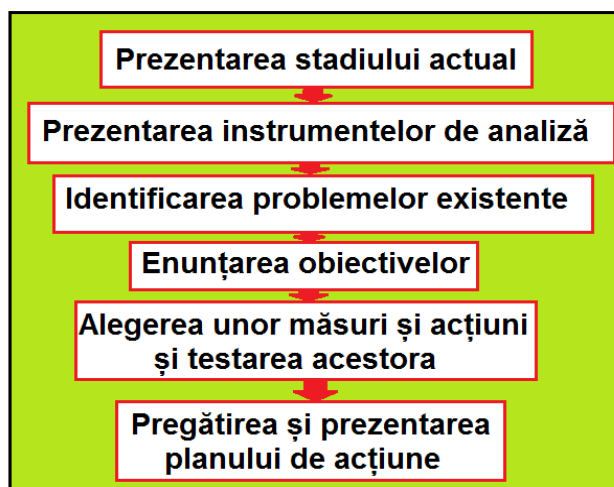 Prezentarea stadiului actual
Prezentarea instrumentelor de analiză
Identificarea problemelor existente
Enunțarea obiectivelor
Alegerea unor măsuri și acțiuni
și testarea acestora
Pregătirea și prezentarea
planului de acțiune